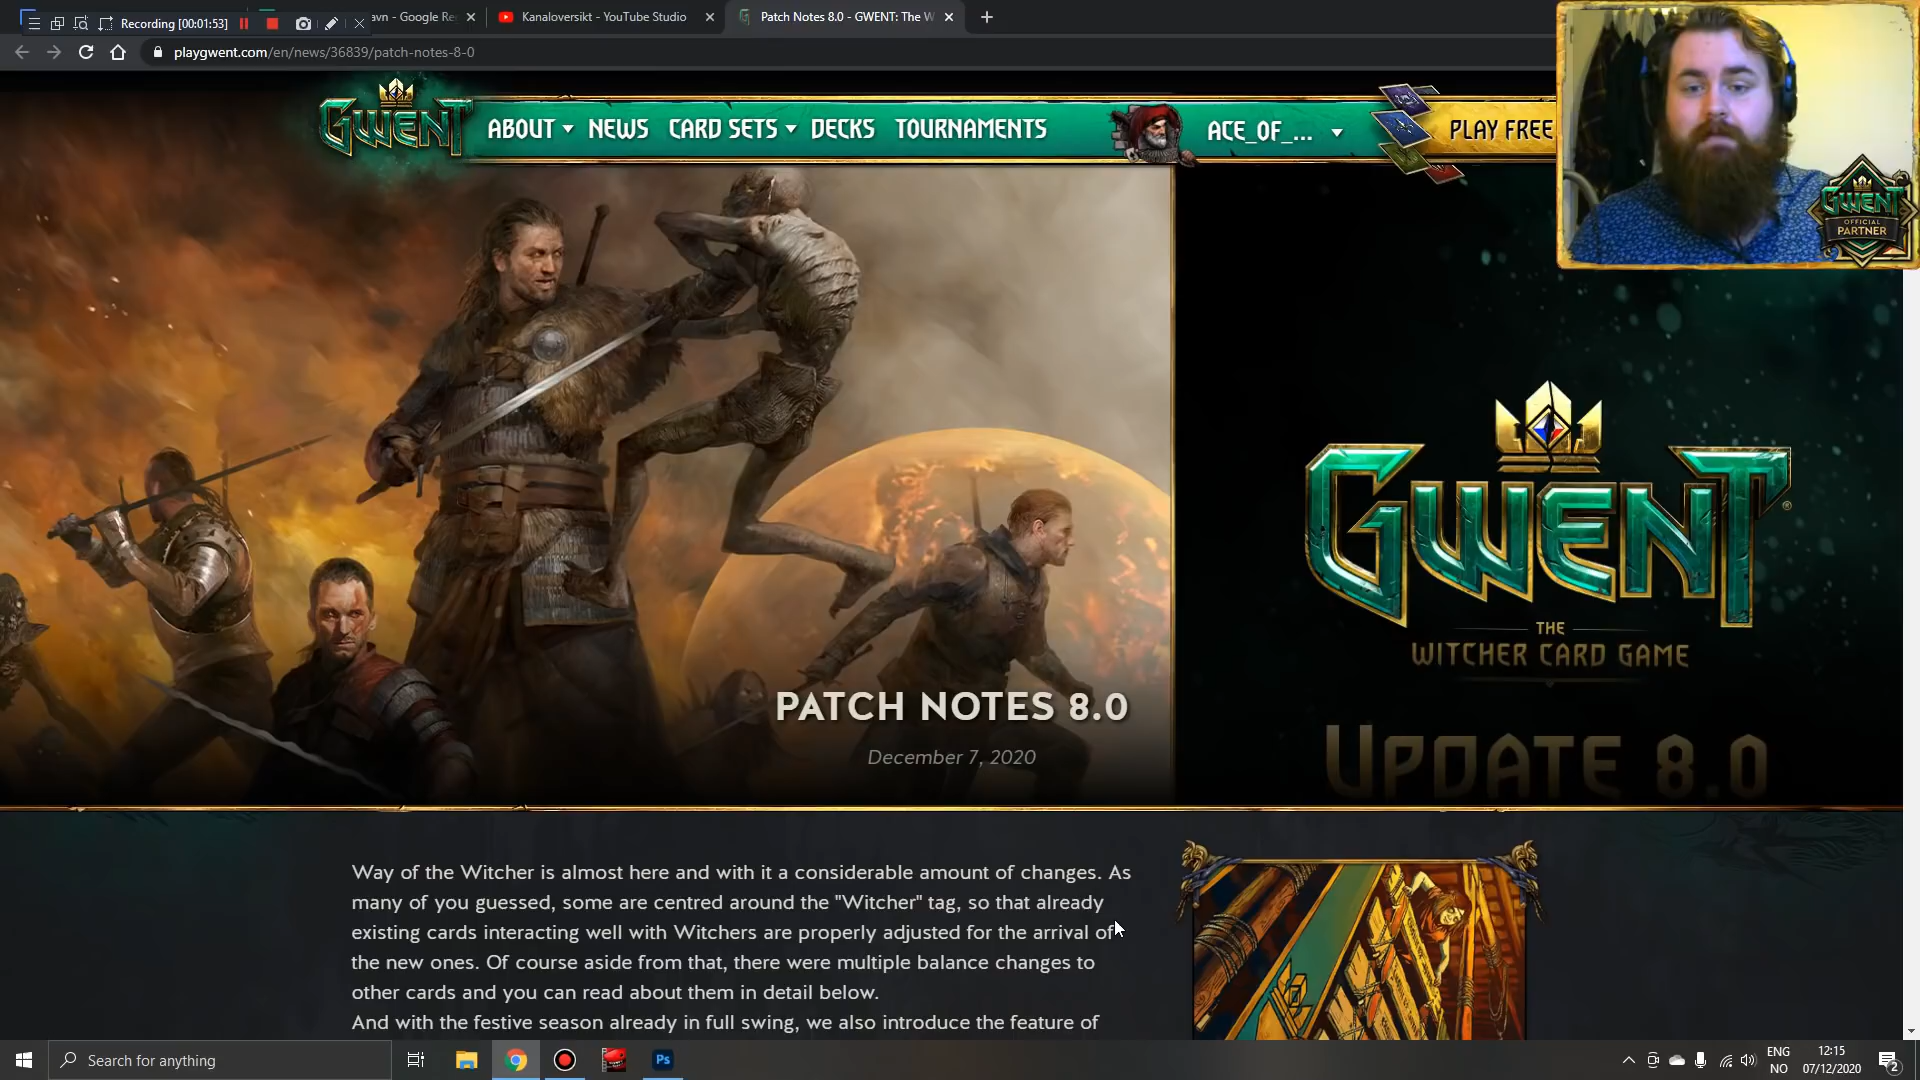 Recording [00:01:53]
avn - Google Re
Kanaloversikt - YouTube Studio
Patch Notes 8.0 - GWENT: The W
playgwent.com/en/news/36839/patch-notes-8-0
GWENT
ABOUT
NEWS
CARD SETS
DECKS
TOURNAMENTS
ACE_OF_...
PLAY FREE
GWENT
OFFICIAL
PARTNER
GWENT
THE
WITCHER CARD GAME
UPDATE 8.0
PATCH NOTES 8.0
December 7, 2020
Way of the Witcher is almost here and with it a considerable amount of changes. As
many of you guessed, some are centred around the "Witcher" tag, so that already
existing cards interacting well with Witchers are properly adjusted for the arrival of
the new ones. Of course aside from that, there were multiple balance changes to
other cards and you can read about them in detail below.
And with the festive season already in full swing, we also introduce the feature of
Search for anything
Ps
ENG
NO
12:15
07/12/2020
2